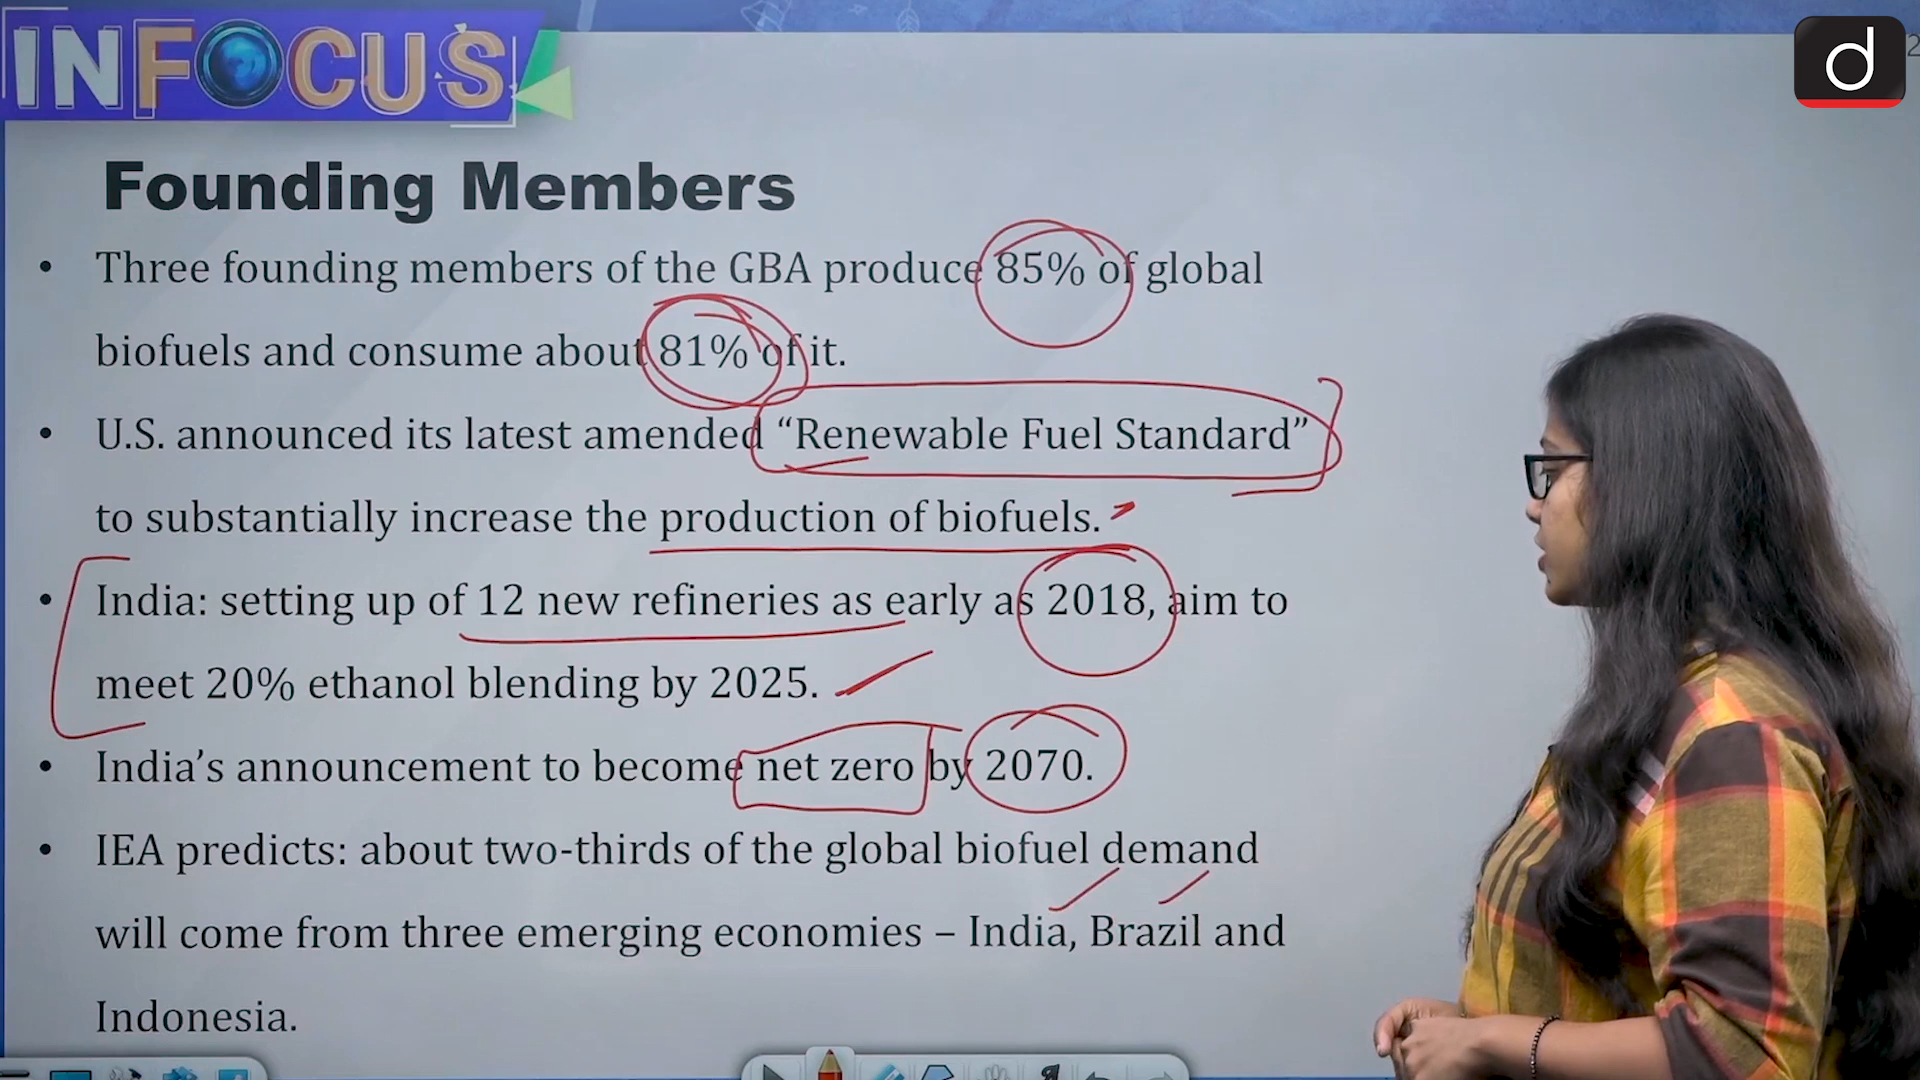 INFOCUS
d
2
Founding Members
• Three founding members of the GBA produce 85% of global
biofuels and consume about 81% of it.
• U.S. announced its latest amended “Renewable Fuel Standard”
to substantially increase the production of biofuels.
• India: setting up of 12 new refineries as early as 2018, aim to
meet 20% ethanol blending by 2025.
• India’s announcement to become net zero by 2070.
• IEA predicts: about two-thirds of the global biofuel demand
will come from three emerging economies – India, Brazil and
Indonesia.